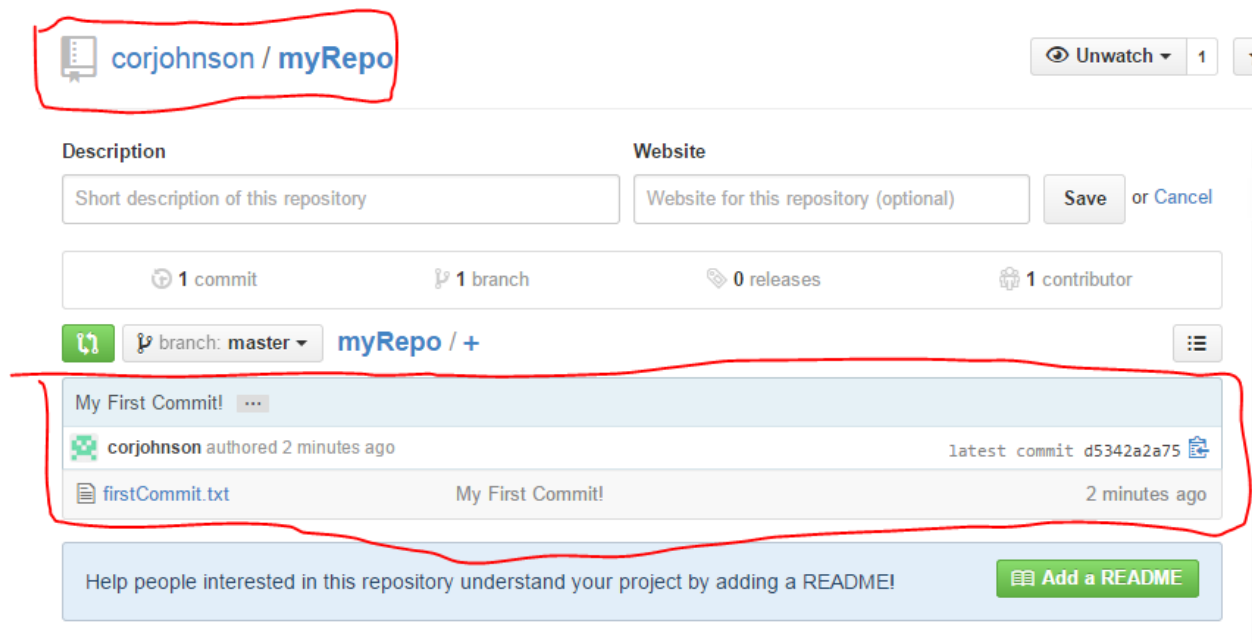 corjohnson / myRepo
Unwatch 1
Description
Website
Short description of this repository
Website for this repository (optional)
Save or Cancel
1 commit
1 branch
0 releases
1 contributor
branch: master
myRepo / +
My First Commit! ...
corjohnson authored 2 minutes ago
latest commit d5342a2a75
firstCommit.txt
My First Commit!
2 minutes ago
Help people interested in this repository understand your project by adding a README!
Add a README